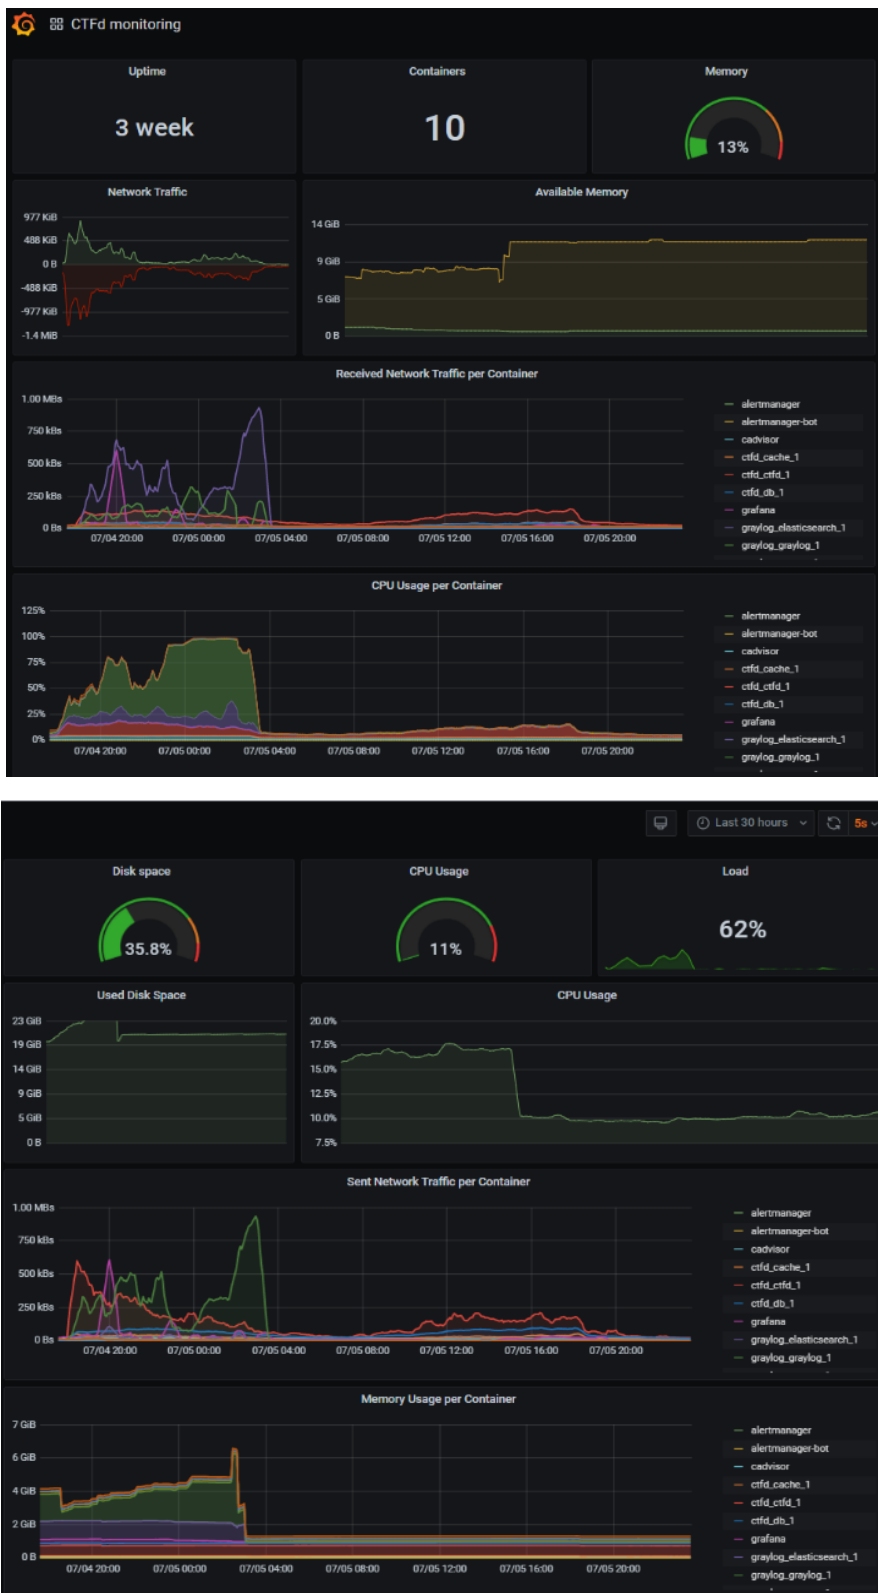 CTFd monitoring
Uptime
Containers
Memory
3 week
10
13%
Network Traffic
Available Memory
977 KiB
488 KiB
0 B
-488 KiB
-977 KiB
-1.4 MiB
14 GiB
9 GiB
5 GiB
0 B
Received Network Traffic per Container
1.00 MBs
750 kBs
500 kBs
250 kBs
0 Bs
07/04 20:00
07/05 00:00
07/05 04:00
07/05 08:00
07/05 12:00
07/05 16:00
07/05 20:00
alertmanager
alertmanager-bot
cadvisor
ctfd_cache_1
ctfd_ctfd_1
ctfd_db_1
grafana
graylog_elasticsearch_1
graylog_graylog_1
CPU Usage per Container
125%
100%
75%
50%
25%
0%
07/04 20:00
07/05 00:00
07/05 04:00
07/05 08:00
07/05 12:00
07/05 16:00
07/05 20:00
alertmanager
alertmanager-bot
cadvisor
ctfd_cache_1
ctfd_ctfd_1
ctfd_db_1
grafana
graylog_elasticsearch_1
graylog_graylog_1
Last 30 hours
5s
Disk space
CPU Usage
Load
35.8%
11%
62%
Used Disk Space
CPU Usage
23 GiB
19 GiB
14 GiB
9 GiB
5 GiB
0 B
20.0%
17.5%
15.0%
12.5%
10.0%
7.5%
Sent Network Traffic per Container
1.00 MBs
750 kBs
500 kBs
250 kBs
0 Bs
07/04 20:00
07/05 00:00
07/05 04:00
07/05 08:00
07/05 12:00
07/05 16:00
07/05 20:00
alertmanager
alertmanager-bot
cadvisor
ctfd_cache_1
ctfd_ctfd_1
ctfd_db_1
grafana
graylog_elasticsearch_1
graylog_graylog_1
Memory Usage per Container
7 GiB
6 GiB
4 GiB
2 GiB
0 B
07/04 20:00
07/05 00:00
07/05 04:00
07/05 08:00
07/05 12:00
07/05 16:00
07/05 20:00
alertmanager
alertmanager-bot
cadvisor
ctfd_cache_1
ctfd_ctfd_1
ctfd_db_1
grafana
graylog_elasticsearch_1
graylog_graylog_1